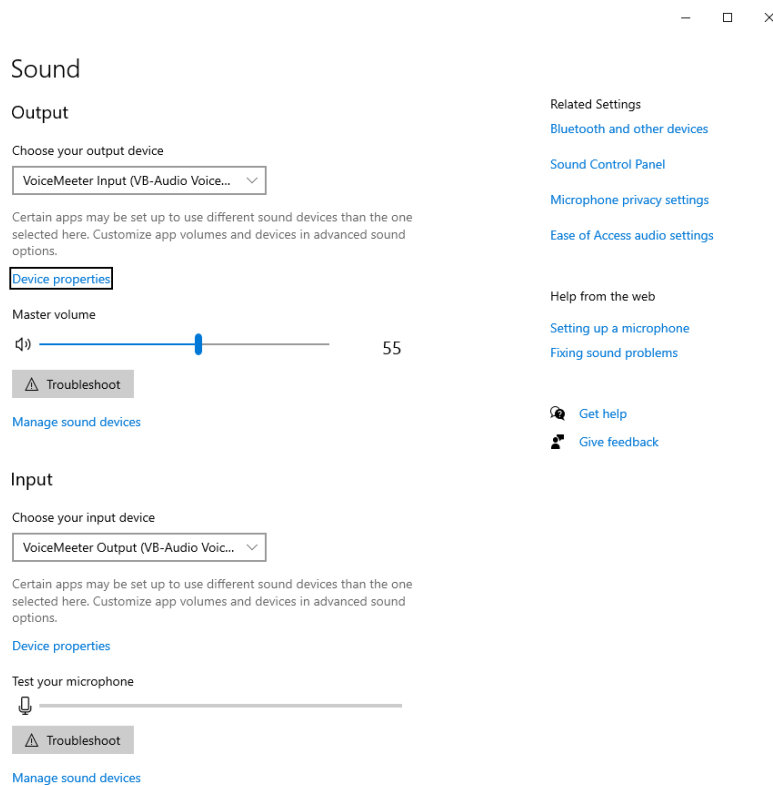 Sound
Output
Choose your output device
VoiceMeeter Input (VB-Audio Voice...
Certain apps may be set up to use different sound devices than the one
selected here. Customize app volumes and devices in advanced sound
options.
Device properties
Master volume
55
Troubleshoot
Manage sound devices
Input
Choose your input device
VoiceMeeter Output (VB-Audio Voic...
Certain apps may be set up to use different sound devices than the one
selected here. Customize app volumes and devices in advanced sound
options.
Device properties
Test your microphone
Troubleshoot
Manage sound devices
Related Settings
Bluetooth and other devices
Sound Control Panel
Microphone privacy settings
Ease of Access audio settings
Help from the web
Setting up a microphone
Fixing sound problems
Get help
Give feedback